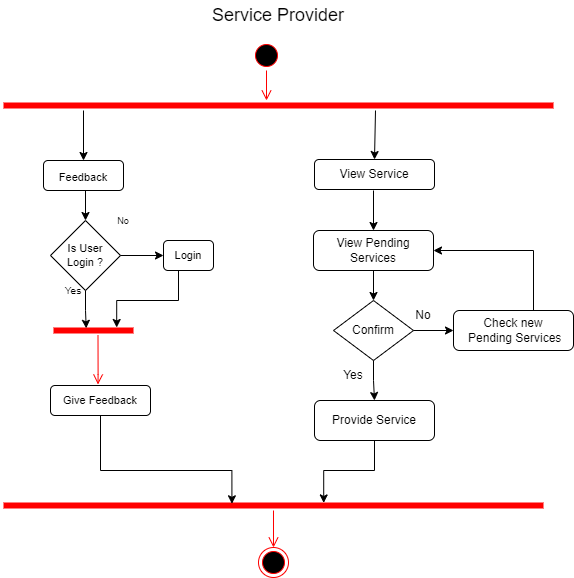 Service Provider
Feedback
View Service
No
Is User
Login ?
Login
View Pending
Services
Yes
No
Confirm
Check new
Pending Services
Yes
Give Feedback
Provide Service